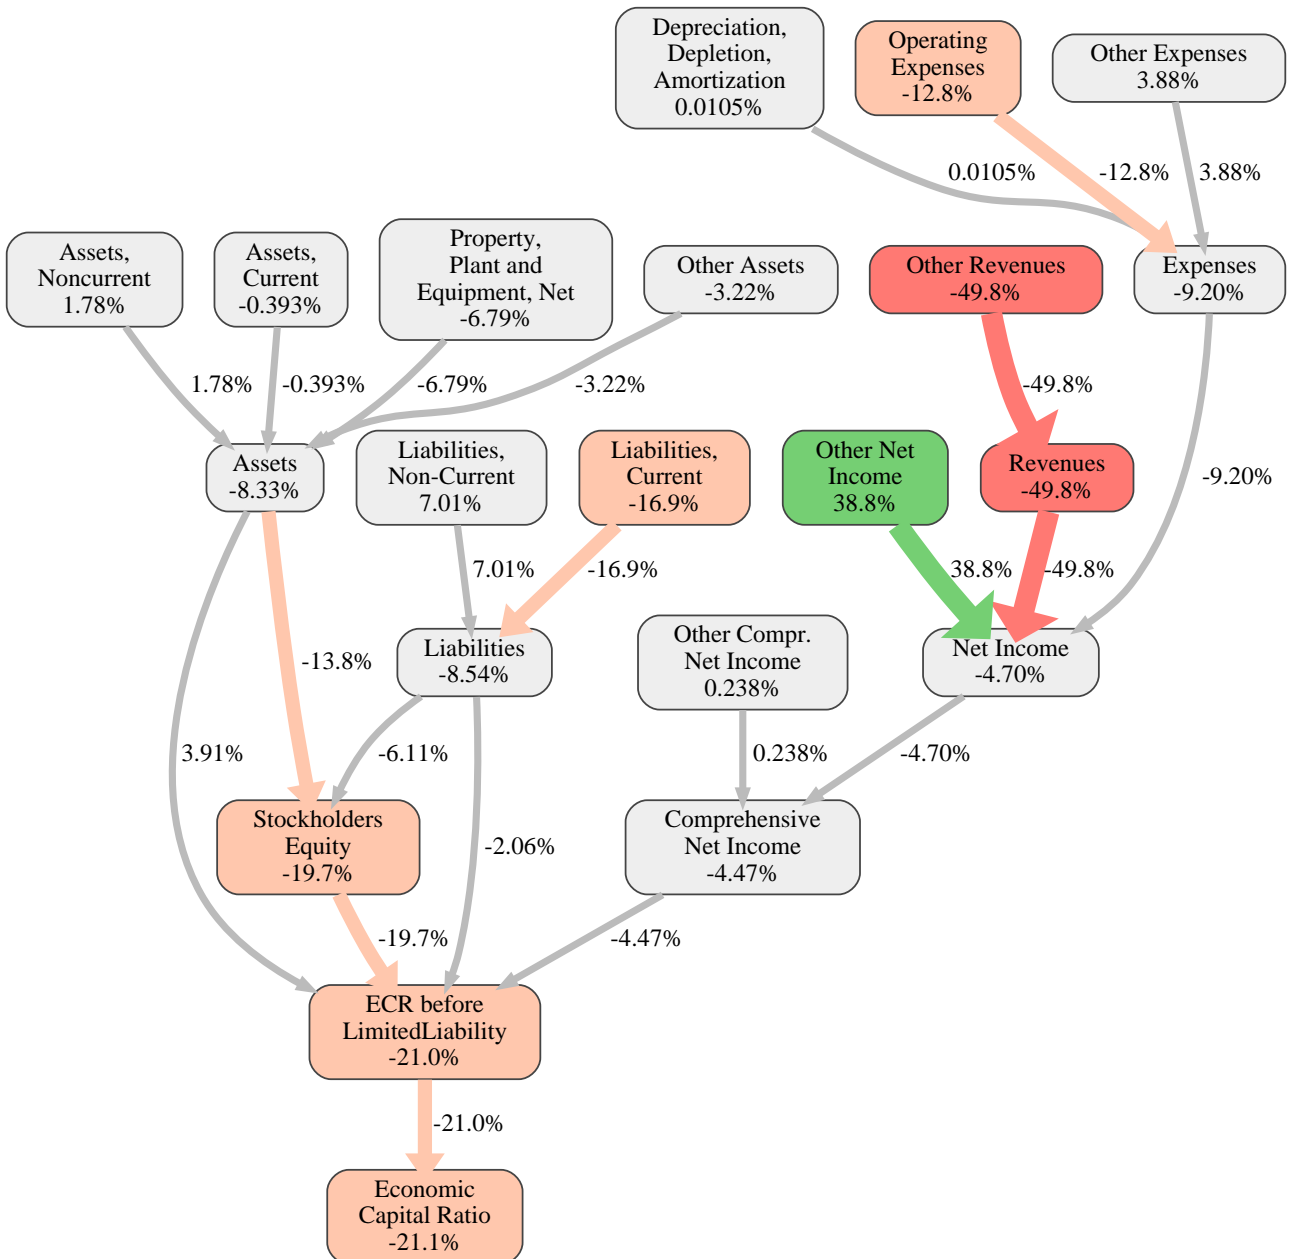 Depreciation,
Depletion,
Amortization
0.0105%
Operating
Expenses
-12.8%
Other Expenses
3.88%
0.0105%
-12.8%
3.88%
Assets,
Noncurrent
1.78%
Assets,
Current
-0.393%
Property,
Plant and
Equipment, Net
-6.79%
Other Assets
-3.22%
Other Revenues
-49.8%
Expenses
-9.20%
1.78%
-0.393%
-6.79%
-3.22%
-49.8%
-9.20%
Assets
-8.33%
Liabilities,
Non-Current
7.01%
Liabilities,
Current
-16.9%
Other Net
Income
38.8%
Revenues
-49.8%
7.01%
-16.9%
38.8%
-49.8%
-13.8%
Liabilities
-8.54%
Other Compr.
Net Income
0.238%
Net Income
-4.70%
3.91%
-6.11%
0.238%
-4.70%
Stockholders
Equity
-19.7%
-2.06%
Comprehensive
Net Income
-4.47%
-19.7%
-4.47%
ECR before
LimitedLiability
-21.0%
-21.0%
Economic
Capital Ratio
-21.1%